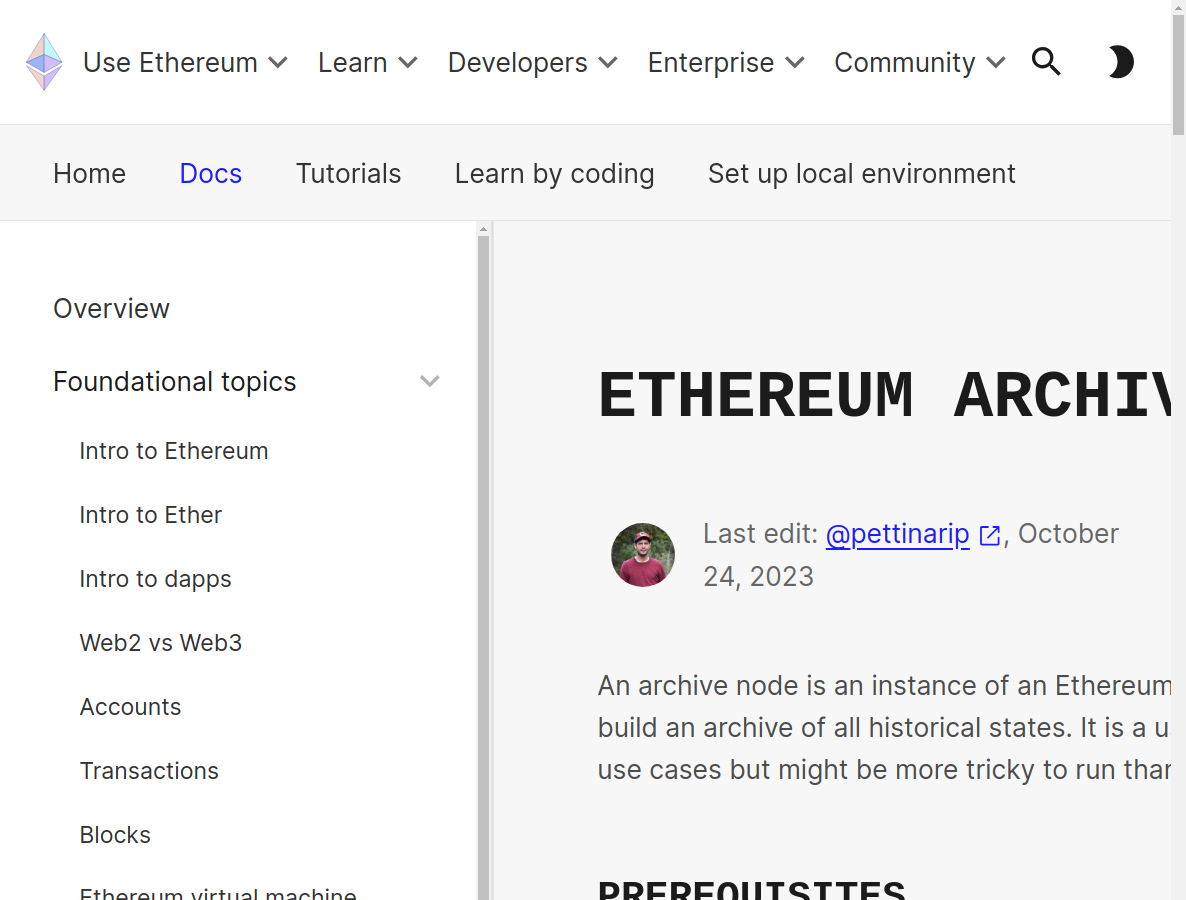 Use Ethereum Learn Developers Enterprise Community
Home Docs Tutorials Learn by coding Set up local environment
Overview
Foundational topics
Intro to Ethereum
Intro to Ether
Intro to dapps
Web2 vs Web3
Accounts
Transactions
Blocks
Ethereum virtual machine
ETHEREUM ARCHIV
Last edit: @pettinarip , October
24, 2023
An archive node is an instance of an Ethereum
build an archive of all historical states. It is a u
use cases but might be more tricky to run than
PREREQUISITES